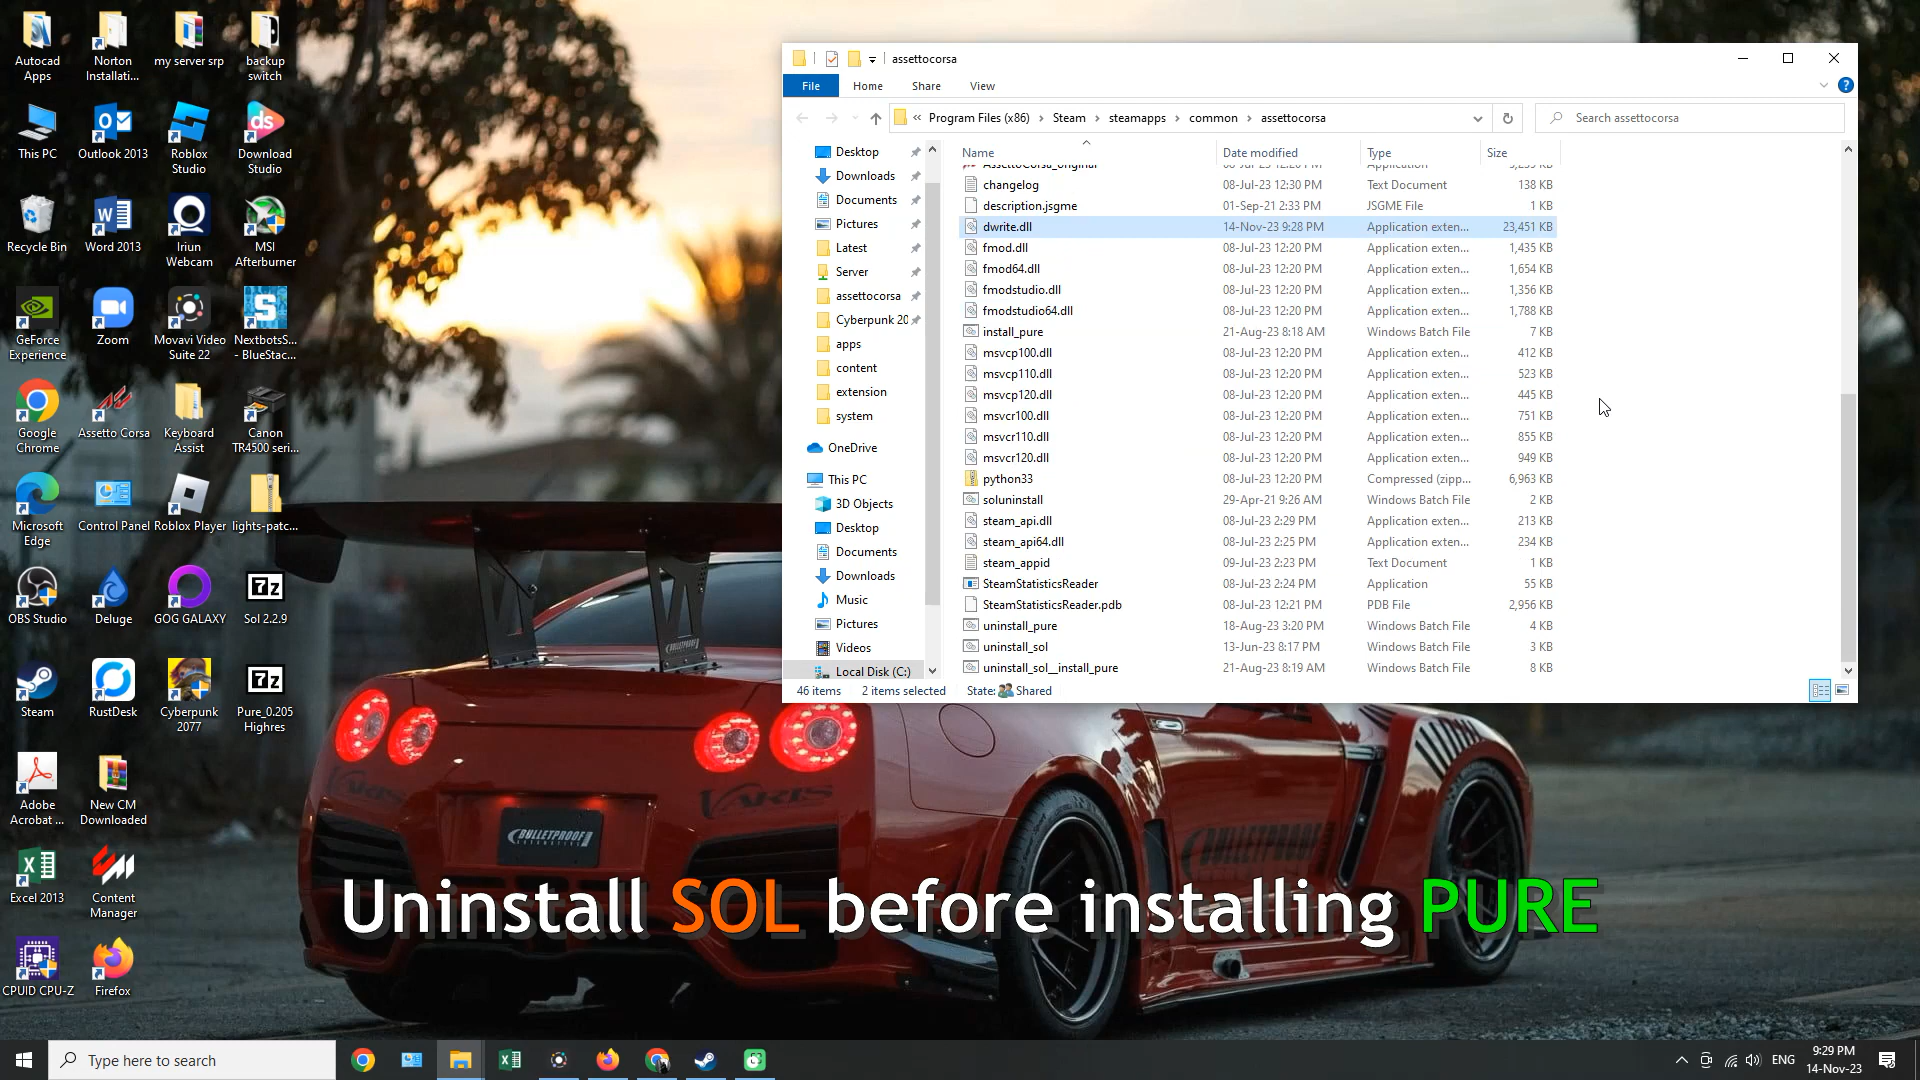 Autocad Apps
Norton Installati...
my server srp
backup switch
This PC
Outlook 2013
Roblox Studio
Download Studio
Recycle Bin
Word 2013
Iriun Webcam
MSI Afterburner
GeForce Experience
Zoom
Movavi Video Suite 22
NextbotsS... - BlueStac...
Google Chrome
Assetto Corsa
Keyboard Assist
Canon TR4500 seri...
Microsoft Edge
Control Panel
Roblox Player
lights-patc...
OBS Studio
Deluge
GOG GALAXY
Sol 2.2.9
Steam
RustDesk
Cyberpunk 2077
Pure_0.205 Highres
Adobe Acrobat ...
New CM Downloaded
Excel 2013
Content Manager
CPUID CPU-Z
Firefox
assettocorsa
File Home Share View
« Program Files (x86) › Steam › steamapps › common › assettocorsa
Search assettocorsa
Desktop
Downloads
Documents
Pictures
Latest
Server
assettocorsa
Cyberpunk 20
apps
content
extension
system
OneDrive
This PC
3D Objects
Desktop
Documents
Downloads
Music
Pictures
Videos
Local Disk (C:)
Name Date modified Type Size
changelog 08-Jul-23 12:30 PM Text Document 138 KB
description.jsgme 01-Sep-21 2:33 PM JSGME File 1 KB
dwrite.dll 14-Nov-23 9:28 PM Application exten... 23,451 KB
fmod.dll 08-Jul-23 12:20 PM Application exten... 1,435 KB
fmod64.dll 08-Jul-23 12:20 PM Application exten... 1,654 KB
fmodstudio.dll 08-Jul-23 12:20 PM Application exten... 1,356 KB
fmodstudio64.dll 08-Jul-23 12:20 PM Application exten... 1,788 KB
install_pure 21-Aug-23 8:18 AM Windows Batch File 7 KB
msvcp100.dll 08-Jul-23 12:20 PM Application exten... 412 KB
msvcp110.dll 08-Jul-23 12:20 PM Application exten... 523 KB
msvcp120.dll 08-Jul-23 12:20 PM Application exten... 445 KB
msvcr100.dll 08-Jul-23 12:20 PM Application exten... 751 KB
msvcr110.dll 08-Jul-23 12:20 PM Application exten... 855 KB
msvcr120.dll 08-Jul-23 12:20 PM Application exten... 949 KB
python33 08-Jul-23 12:20 PM Compressed (zipp... 6,963 KB
soluninstall 29-Apr-21 9:26 AM Windows Batch File 2 KB
steam_api.dll 08-Jul-23 2:29 PM Application exten... 213 KB
steam_api64.dll 08-Jul-23 2:25 PM Application exten... 234 KB
steam_appid 09-Jul-23 2:23 PM Text Document 1 KB
SteamStatisticsReader 08-Jul-23 2:24 PM Application 55 KB
SteamStatisticsReader.pdb 08-Jul-23 12:21 PM PDB File 2,956 KB
uninstall_pure 18-Aug-23 3:20 PM Windows Batch File 4 KB
uninstall_sol 13-Jun-23 8:17 PM Windows Batch File 3 KB
uninstall_sol__install_pure 21-Aug-23 8:19 AM Windows Batch File 8 KB
46 items 2 items selected State: Shared
BULLETPROOF
AUTOMOTIVE
VARIS
Uninstall SOL before installing PURE
Type here to search
ENG
9:29 PM
14-Nov-23